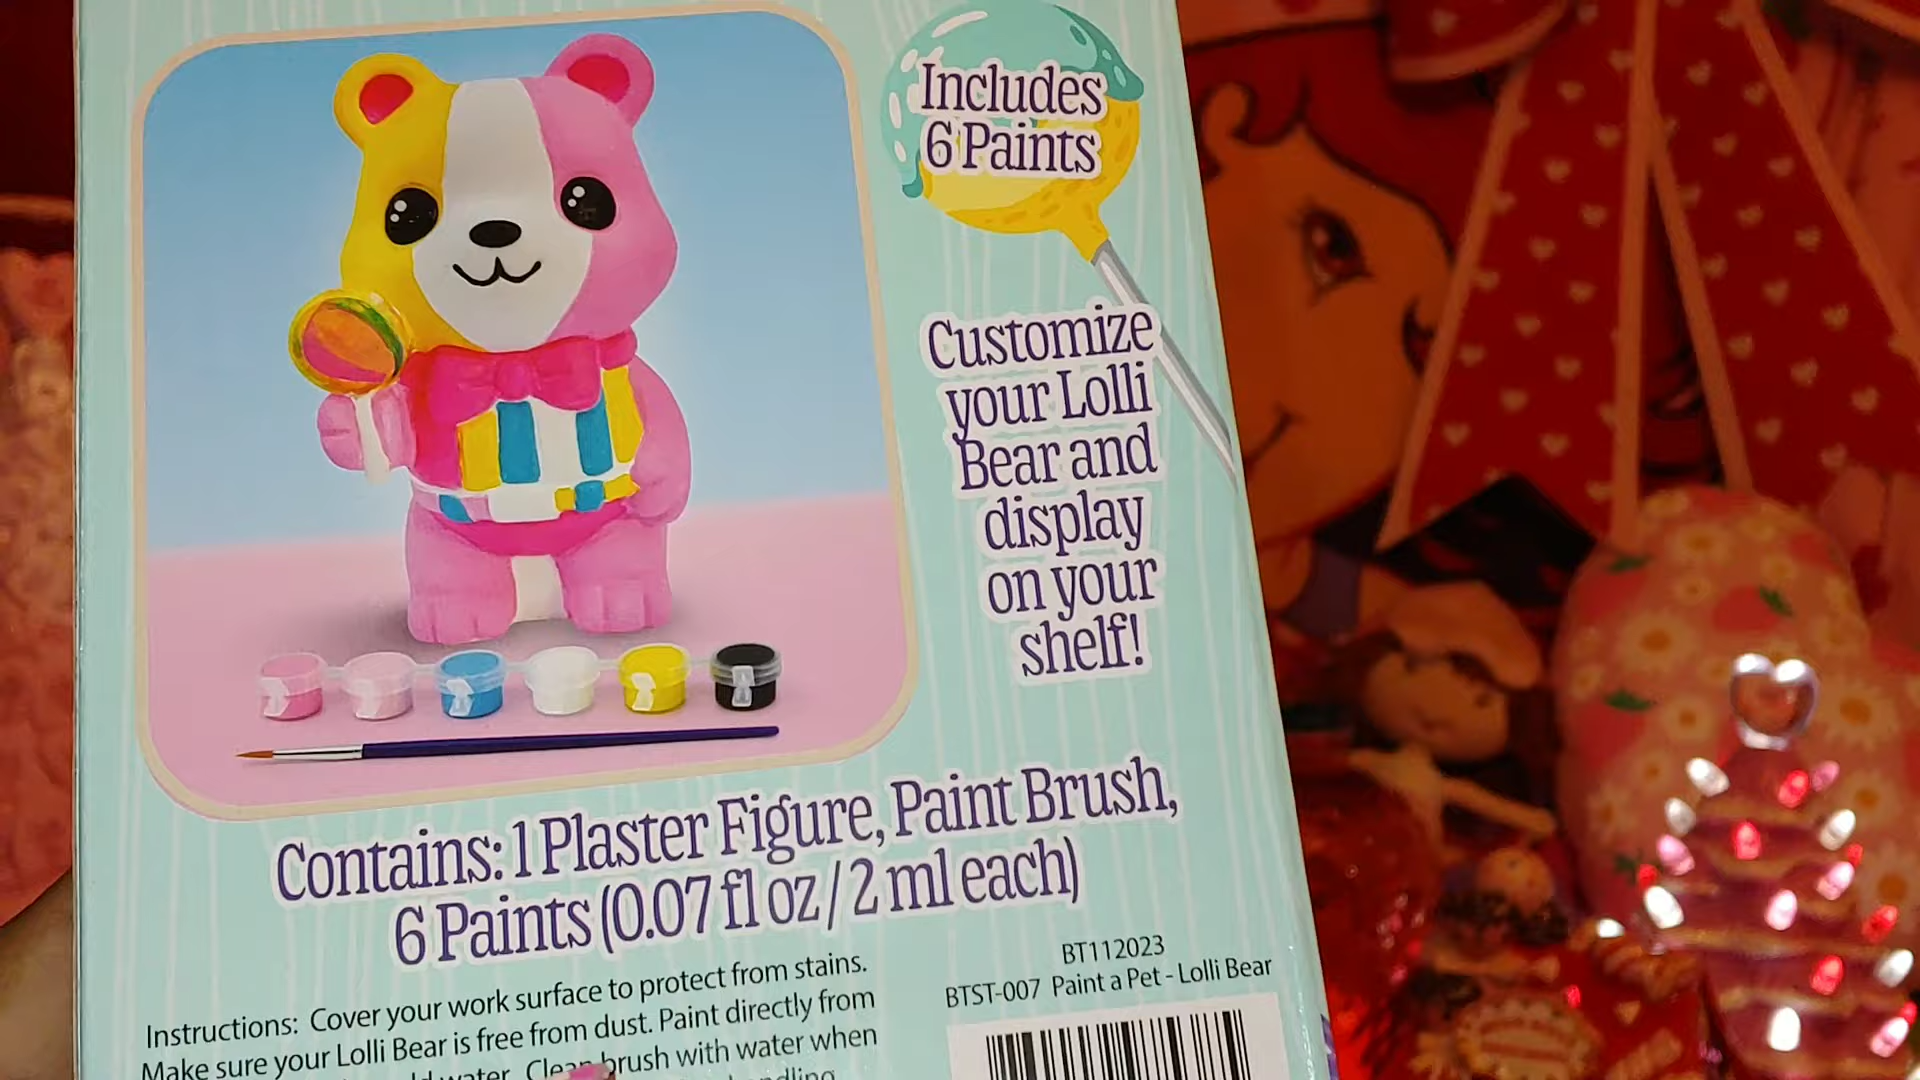 Includes
6 Paints
Customize
your Lolli
Bear and
display
on your
shelf!
Contains: 1 Plaster Figure, Paint Brush,
6 Paints (0.07 fl oz / 2 ml each)
BT112023
BTST-007 Paint a Pet - Lolli Bear
Instructions: Cover your work surface to protect from stains.
Make sure your Lolli Bear is free from dust. Paint directly from
water. Clean brush with water when